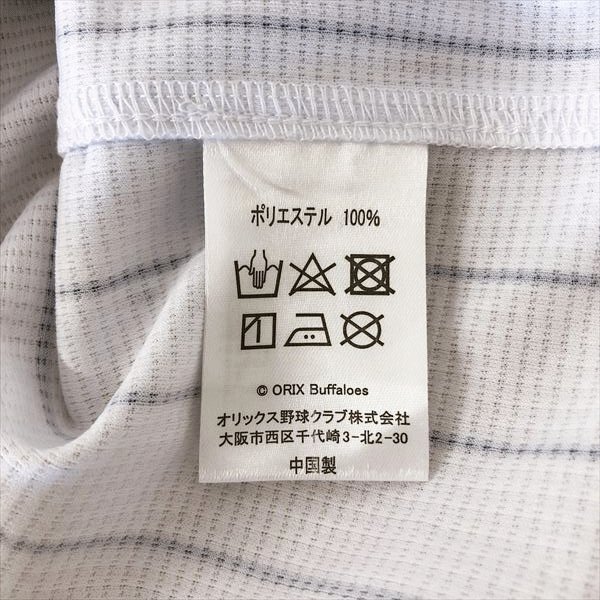 ポリエステル 100%
© ORIX Buffaloes
オリックス野球クラブ株式会社
大阪市西区千代崎3-北2-30
中国製